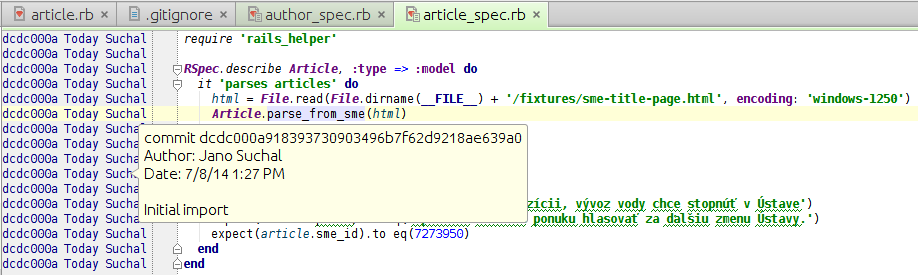 article.rb × .gitignore × author_spec.rb × article_spec.rb ×
dcdc000a Today Suchal require 'rails_helper'
dcdc000a Today Suchal
dcdc000a Today Suchal RSpec.describe Article, :type => :model do
dcdc000a Today Suchal it 'parses articles' do
dcdc000a Today Suchal html = File.read(File.dirname(__FILE__) + '/fixtures/sme-title-page.html', encoding: 'windows-1250')
dcdc000a Today Suchal Article.parse_from_sme(html)
dcdc000a Today Suchal
dcdc000a Today Suchal commit dcdc000a918393730903496b7f62d9218ae639a0
dcdc000a Today Suchal Author: Jano Suchal
dcdc000a Today Suchal Date: 7/8/14 1:27 PM
dcdc000a Today Suchal
dcdc000a Today Suchal Initial import vývoz vody chce stopnúť v Ústave')
dcdc000a Today Suchal ponuku hlasovať za ďalšiu zmenu Ústavy.')
dcdc000a Today Suchal expect(article.sme_id).to eq(7273950)
dcdc000a Today Suchal end
dcdc000a Today Suchal end